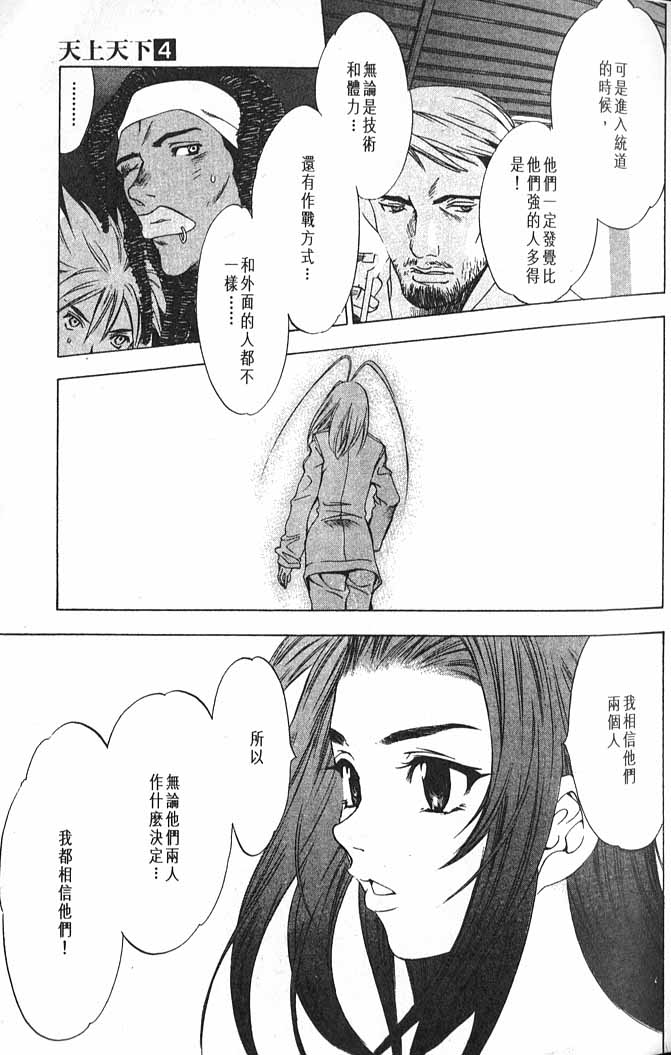 天上天下4
可是進入統道
的時候，
他們一定發覺比
他們強的人多得
是！
無論是技術
和體力…
還有作戰方式…
和外面的人都不
一樣……
………
我相信他們
兩個人
所以
無論他們兩人
作什麼決定…
我都相信他們！